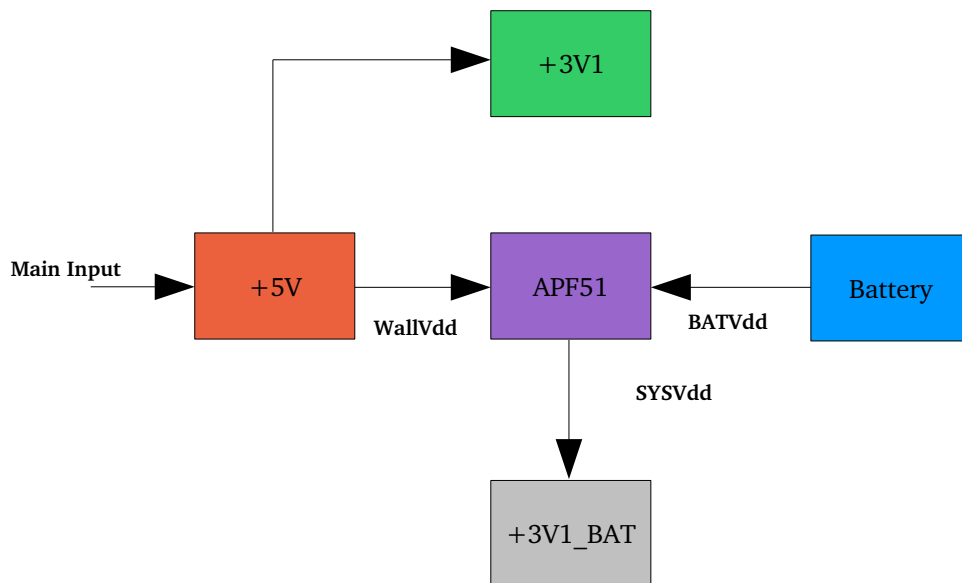 +3V1
Main Input
+5V
APF51
Battery
WallVdd
BATVdd
SYSVdd
+3V1_BAT